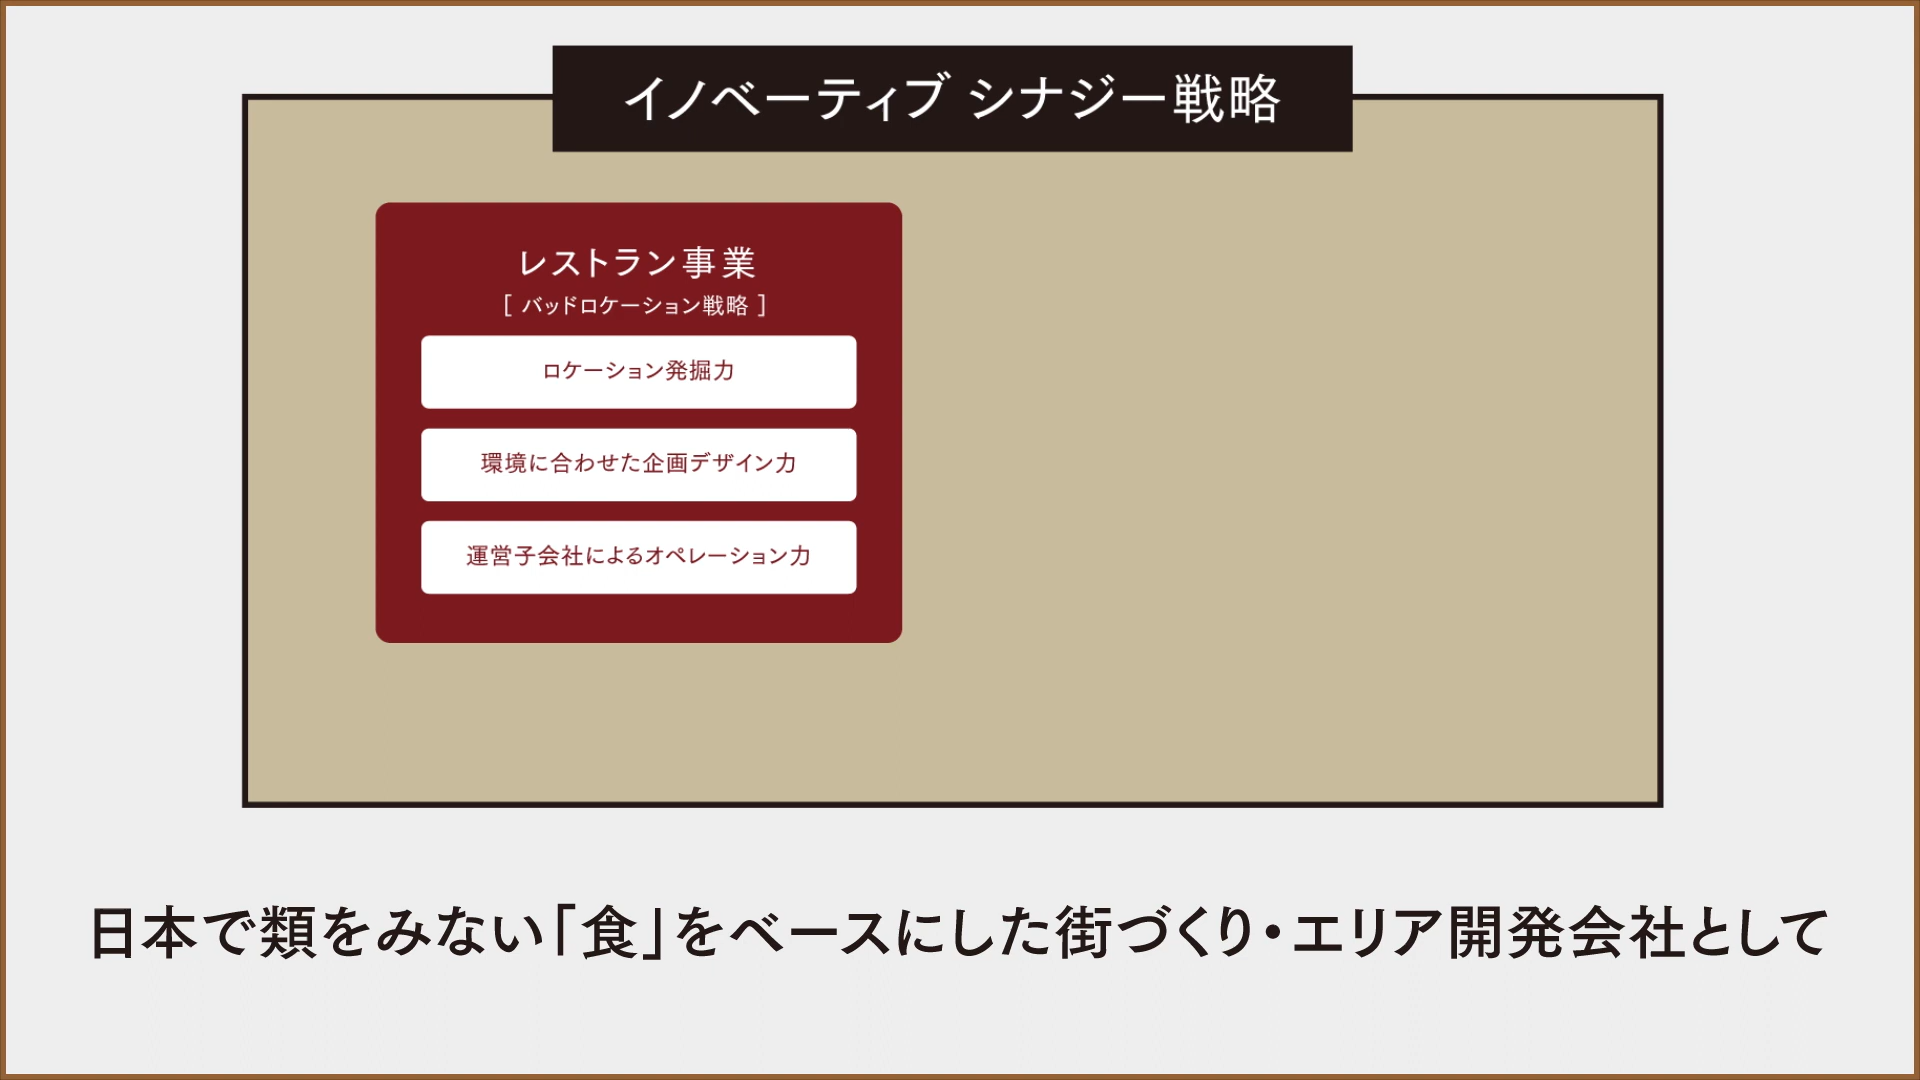 イノベーティブ シナジー戦略
レストラン事業
[ バッドロケーション戦略 ]
ロケーション発掘力
環境に合わせた企画デザイン力
運営子会社によるオペレーション力
日本で類をみない「食」をベースにした街づくり・エリア開発会社として